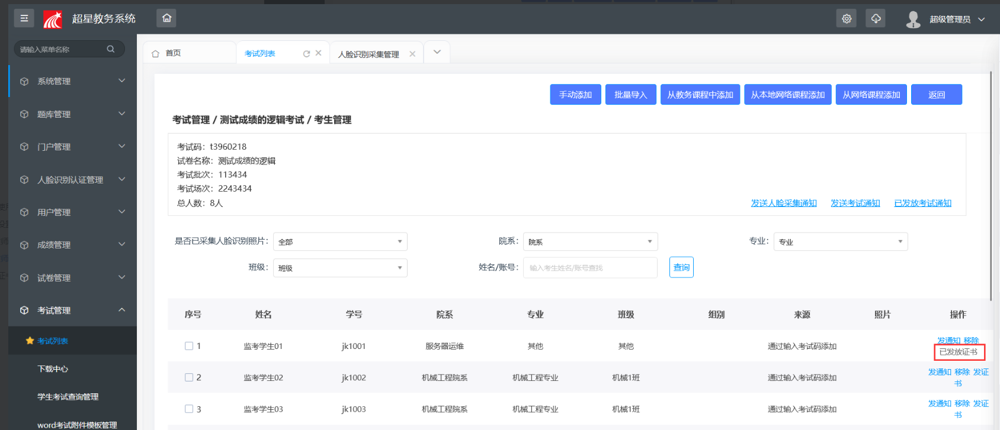 超星教务系统
超级管理员
请输入菜单名称
首页
考试列表
人脸识别采集管理
系统管理
题库管理
门户管理
人脸识别认证管理
用户管理
成绩管理
试卷管理
考试管理
考试列表
下载中心
学生考试查询管理
word考试附件模板管理
手动添加 批量导入 从教务课程中添加 从本地网络课程添加 从网络课程添加 返回
考试管理 / 测试成绩的逻辑考试 / 考生管理
考试码：t3960218
试卷名称：测试成绩的逻辑
考试批次：113434
考试场次：2243434
总人数：8人
发送人脸采集通知 发送考试通知 已发放考试通知
是否已采集人脸识别照片： 全部 院系： 院系 专业： 专业
班级： 班级 姓名/账号： 输入考生姓名/账号查找 查询
序号 姓名 学号 院系 专业 班级 组别 来源 照片 操作
1 监考学生01 jk1001 服务器运维 其他 其他 通过输入考试码添加 发通知 移除
已发放证书
2 监考学生02 jk1002 机械工程院系 机械工程专业 机械1班 通过输入考试码添加 发通知 移除 发证
书
3 监考学生03 jk1003 机械工程院系 机械工程专业 机械1班 通过输入考试码添加 发通知 移除 发证
书